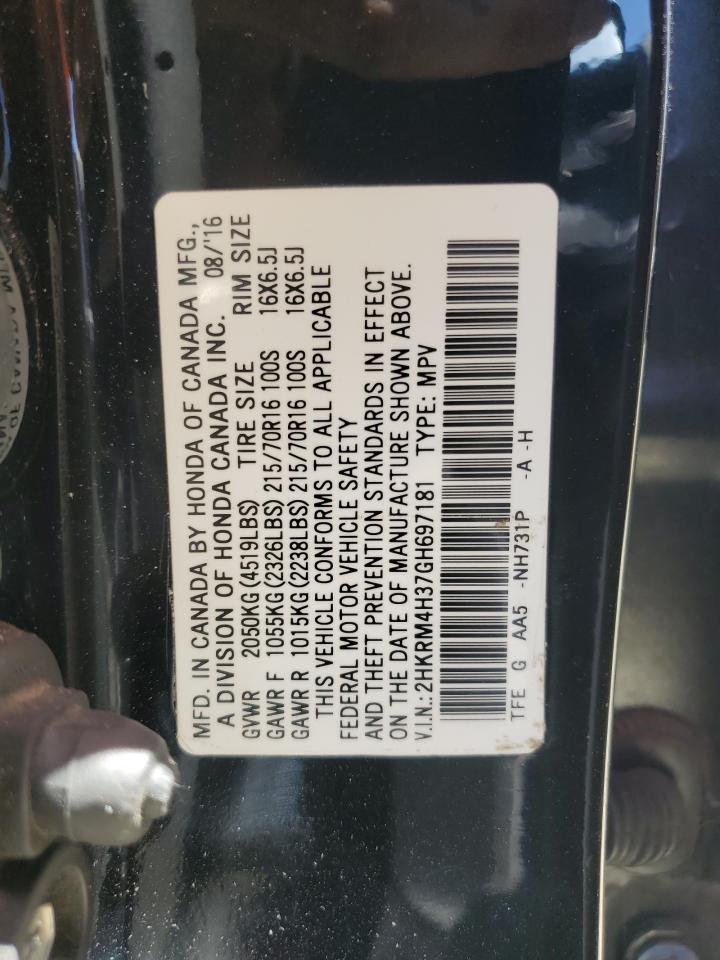 MFD. IN CANADA BY HONDA OF CANADA MFG.,
A DIVISION OF HONDA CANADA INC. 08/'16
GVWR 2050KG(4519LBS) TIRE SIZE RIM SIZE
GAWR F 1055KG(2326LBS) 215/70R16 100S 16X6.5J
GAWR R 1015KG(2238LBS) 215/70R16 100S 16X6.5J
THIS VEHICLE CONFORMS TO ALL APPLICABLE
FEDERAL MOTOR VEHICLE SAFETY
AND THEFT PREVENTION STANDARDS IN EFFECT
ON THE DATE OF MANUFACTURE SHOWN ABOVE.
V.I.N.: 2HKRM4H37GH697181 TYPE: MPV
TFE G AA5 -NH731P -A -H